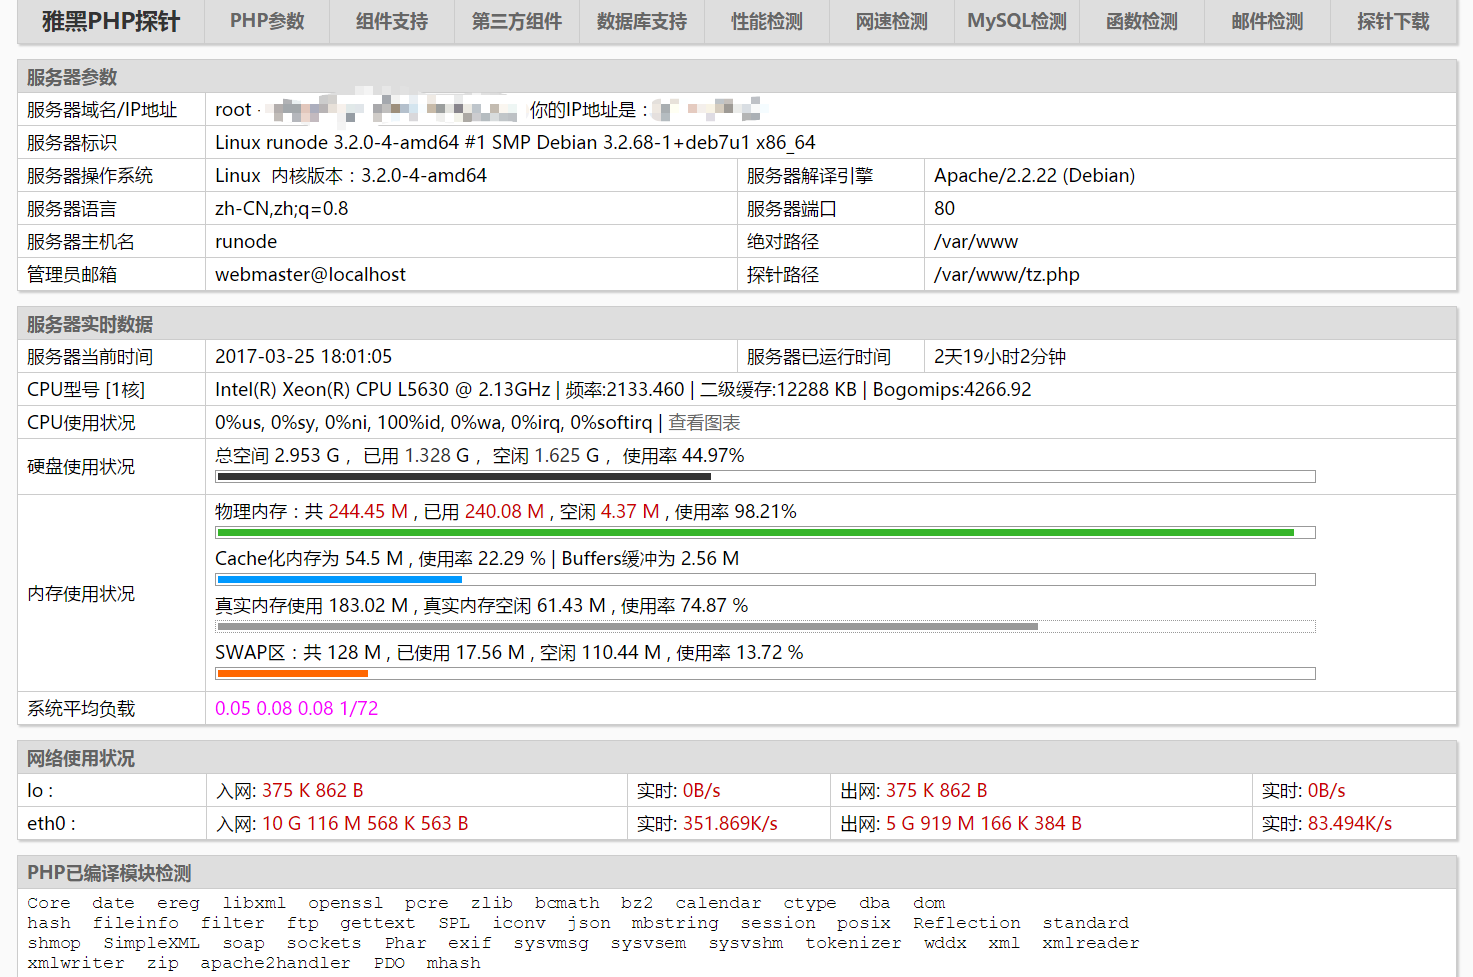 雅黑PHP探针 PHP参数 组件支持 第三方组件 数据库支持 性能检测 网速检测 MySQL检测 函数检测 邮件检测 探针下载
服务器参数
服务器域名/IP地址 root - 你的IP地址是：
服务器标识 Linux runode 3.2.0-4-amd64 #1 SMP Debian 3.2.68-1+deb7u1 x86_64
服务器操作系统 Linux 内核版本：3.2.0-4-amd64 服务器解译引擎 Apache/2.2.22 (Debian)
服务器语言 zh-CN,zh;q=0.8 服务器端口 80
服务器主机名 runode 绝对路径 /var/www
管理员邮箱 webmaster@localhost 探针路径 /var/www/tz.php
服务器实时数据
服务器当前时间 2017-03-25 18:01:05 服务器已运行时间 2天19小时2分钟
CPU型号 [1核] Intel(R) Xeon(R) CPU L5630 @ 2.13GHz | 频率:2133.460 | 二级缓存:12288 KB | Bogomips:4266.92
CPU使用状况 0%us, 0%sy, 0%ni, 100%id, 0%wa, 0%irq, 0%softirq | 查看图表
硬盘使用状况 总空间 2.953 G ，已用 1.328 G ，空闲 1.625 G ，使用率 44.97%
内存使用状况 物理内存：共 244.45 M , 已用 240.08 M , 空闲 4.37 M , 使用率 98.21%
Cache化内存为 54.5 M , 使用率 22.29 % | Buffers缓冲为 2.56 M
真实内存使用 183.02 M , 真实内存空闲 61.43 M , 使用率 74.87 %
SWAP区：共 128 M , 已使用 17.56 M , 空闲 110.44 M , 使用率 13.72 %
系统平均负载 0.05 0.08 0.08 1/72
网络使用状况
lo : 入网: 375 K 862 B 实时: 0B/s 出网: 375 K 862 B 实时: 0B/s
eth0 : 入网: 10 G 116 M 568 K 563 B 实时: 351.869K/s 出网: 5 G 919 M 166 K 384 B 实时: 83.494K/s
PHP已编译模块检测
Core date ereg libxml openssl pcre zlib bcmath bz2 calendar ctype dba dom
hash fileinfo filter ftp gettext SPL iconv json mbstring session posix Reflection standard
shmop SimpleXML soap sockets Phar exif sysvmsg sysvsem sysvshm tokenizer wddx xml xmlreader
xmlwriter zip apache2handler PDO mhash